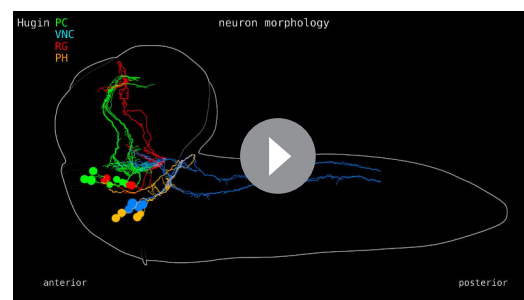 Hugin PC
VNC
RG
PH
neuron morphology
anterior
posterior